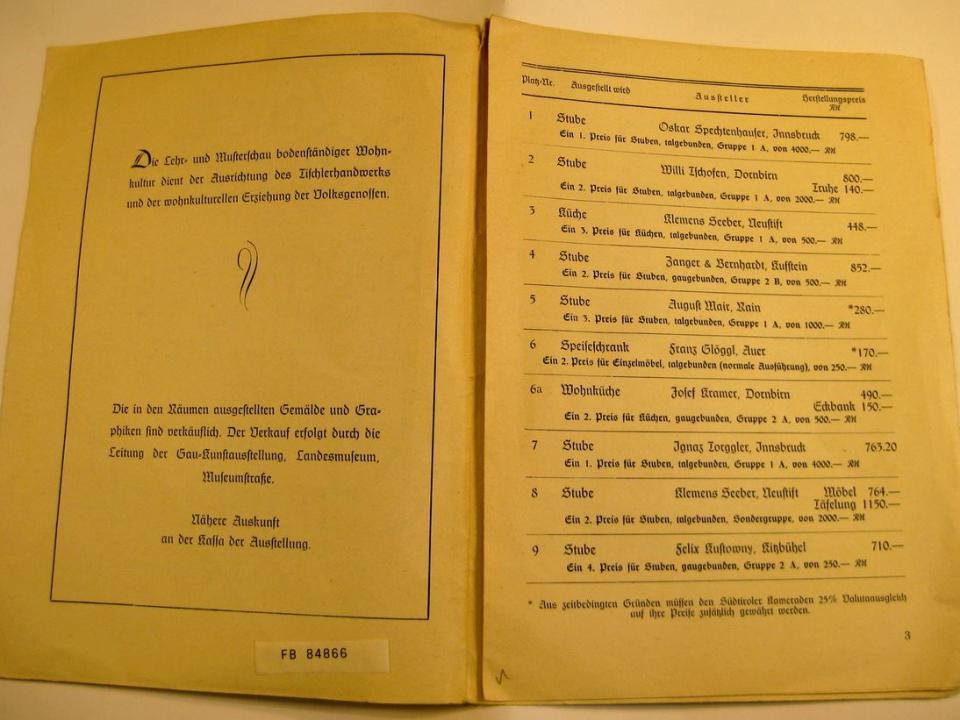 Die Lehr- und Musterschau bodenständiger Wohn-
kultur dient der Ausrichtung des Tischlerhandwerks
und der wohnkulturellen Erziehung der Volksgenossen.
Die in den Räumen ausgestellten Gemälde und Gra-
phiken sind verkäuflich. Der Verkauf erfolgt durch die
Leitung der Gau-Kunstausstellung, Landesmuseum,
Museumstraße.
Nähere Auskunft
an der Kassa der Ausstellung.
FB 84866
Platz-Nr. Ausgestellt wird Aussteller Herstellungspreis
RM
1 Stube Oskar Spechtenhauser, Innsbruck 798.—
Ein 1. Preis für Stuben, talgebunden, Gruppe 1 A, von 4000.— RM
2 Stube Willi Tschofen, Dornbirn 800.—
Truhe 140.—
Ein 2. Preis für Stuben, talgebunden, Gruppe 1 A, von 2000.— RM
3 Küche Klemens Seeber, Neustift 448.—
Ein 3. Preis für Küchen, talgebunden, Gruppe 1 A, von 500.— RM
4 Stube Zanger & Bernhardt, Kufstein 852.—
Ein 2. Preis für Stuben, gaugebunden, Gruppe 2 B, von 500.— RM
5 Stube August Mair, Rain *280.—
Ein 3. Preis für Stuben, talgebunden, Gruppe 1 A, von 1000.— RM
6 Speiseschrank Franz Glöggl, Auer *170.—
Ein 2. Preis für Einzelmöbel, talgebunden (normale Ausführung), von 250.— RM
6a Wohnküche Josef Kramer, Dornbirn 490.—
Eckbank 150.—
Ein 2. Preis für Küchen, gaugebunden, Gruppe 2 A, von 500.— RM
7 Stube Ignaz Torggler, Innsbruck 763.20
Ein 1. Preis für Stuben, talgebunden, Gruppe 1 A, von 4000.— RM
8 Stube Klemens Seeber, Neustift Möbel 764.—
Täfelung 1150.—
Ein 2. Preis für Stuben, talgebunden, Sondergruppe, von 2000.— RM
9 Stube Felix Kustowny, Kitzbühel 710.—
Ein 4. Preis für Stuben, gaugebunden, Gruppe 2 A, von 250.— RM
* Aus zeitbedingten Gründen müssen den Südtiroler Kameraden 25% Valutaausgleich
auf ihre Preise zusätzlich gewährt werden.
3